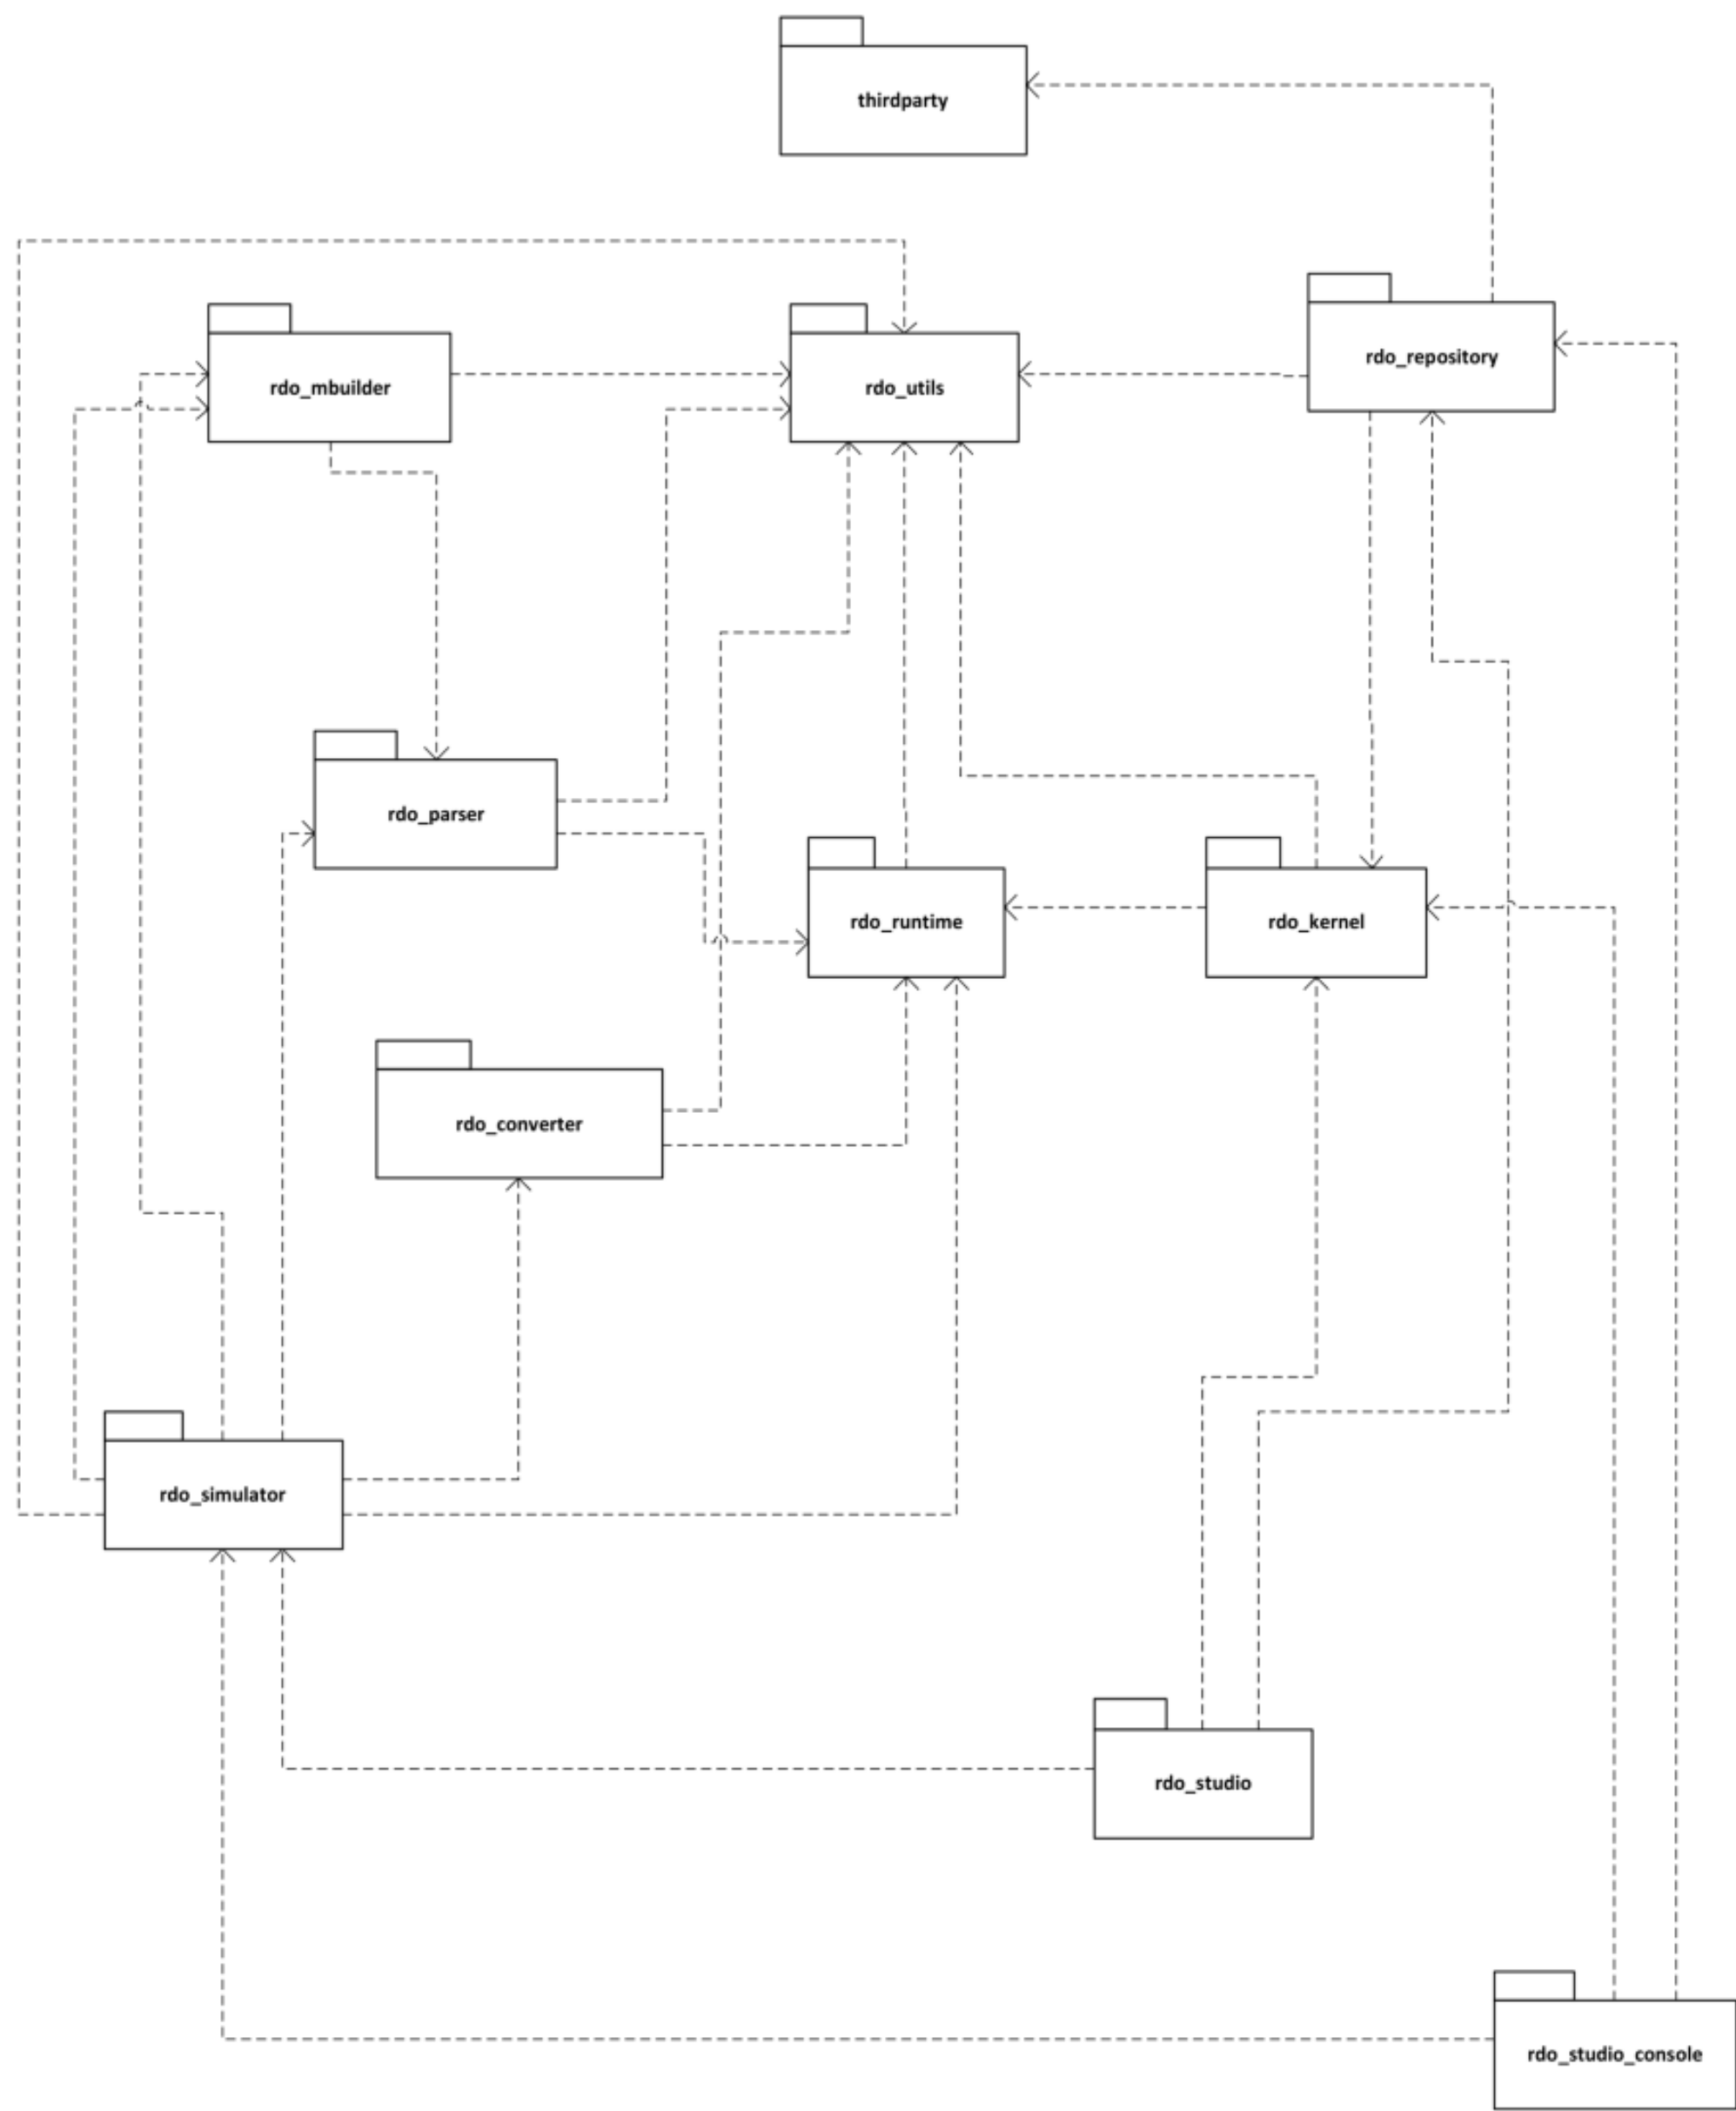 thirdparty
rdo_mbuilder
rdo_utils
rdo_repository
rdo_parser
rdo_runtime
rdo_kernel
rdo_converter
rdo_simulator
rdo_studio
rdo_studio_console